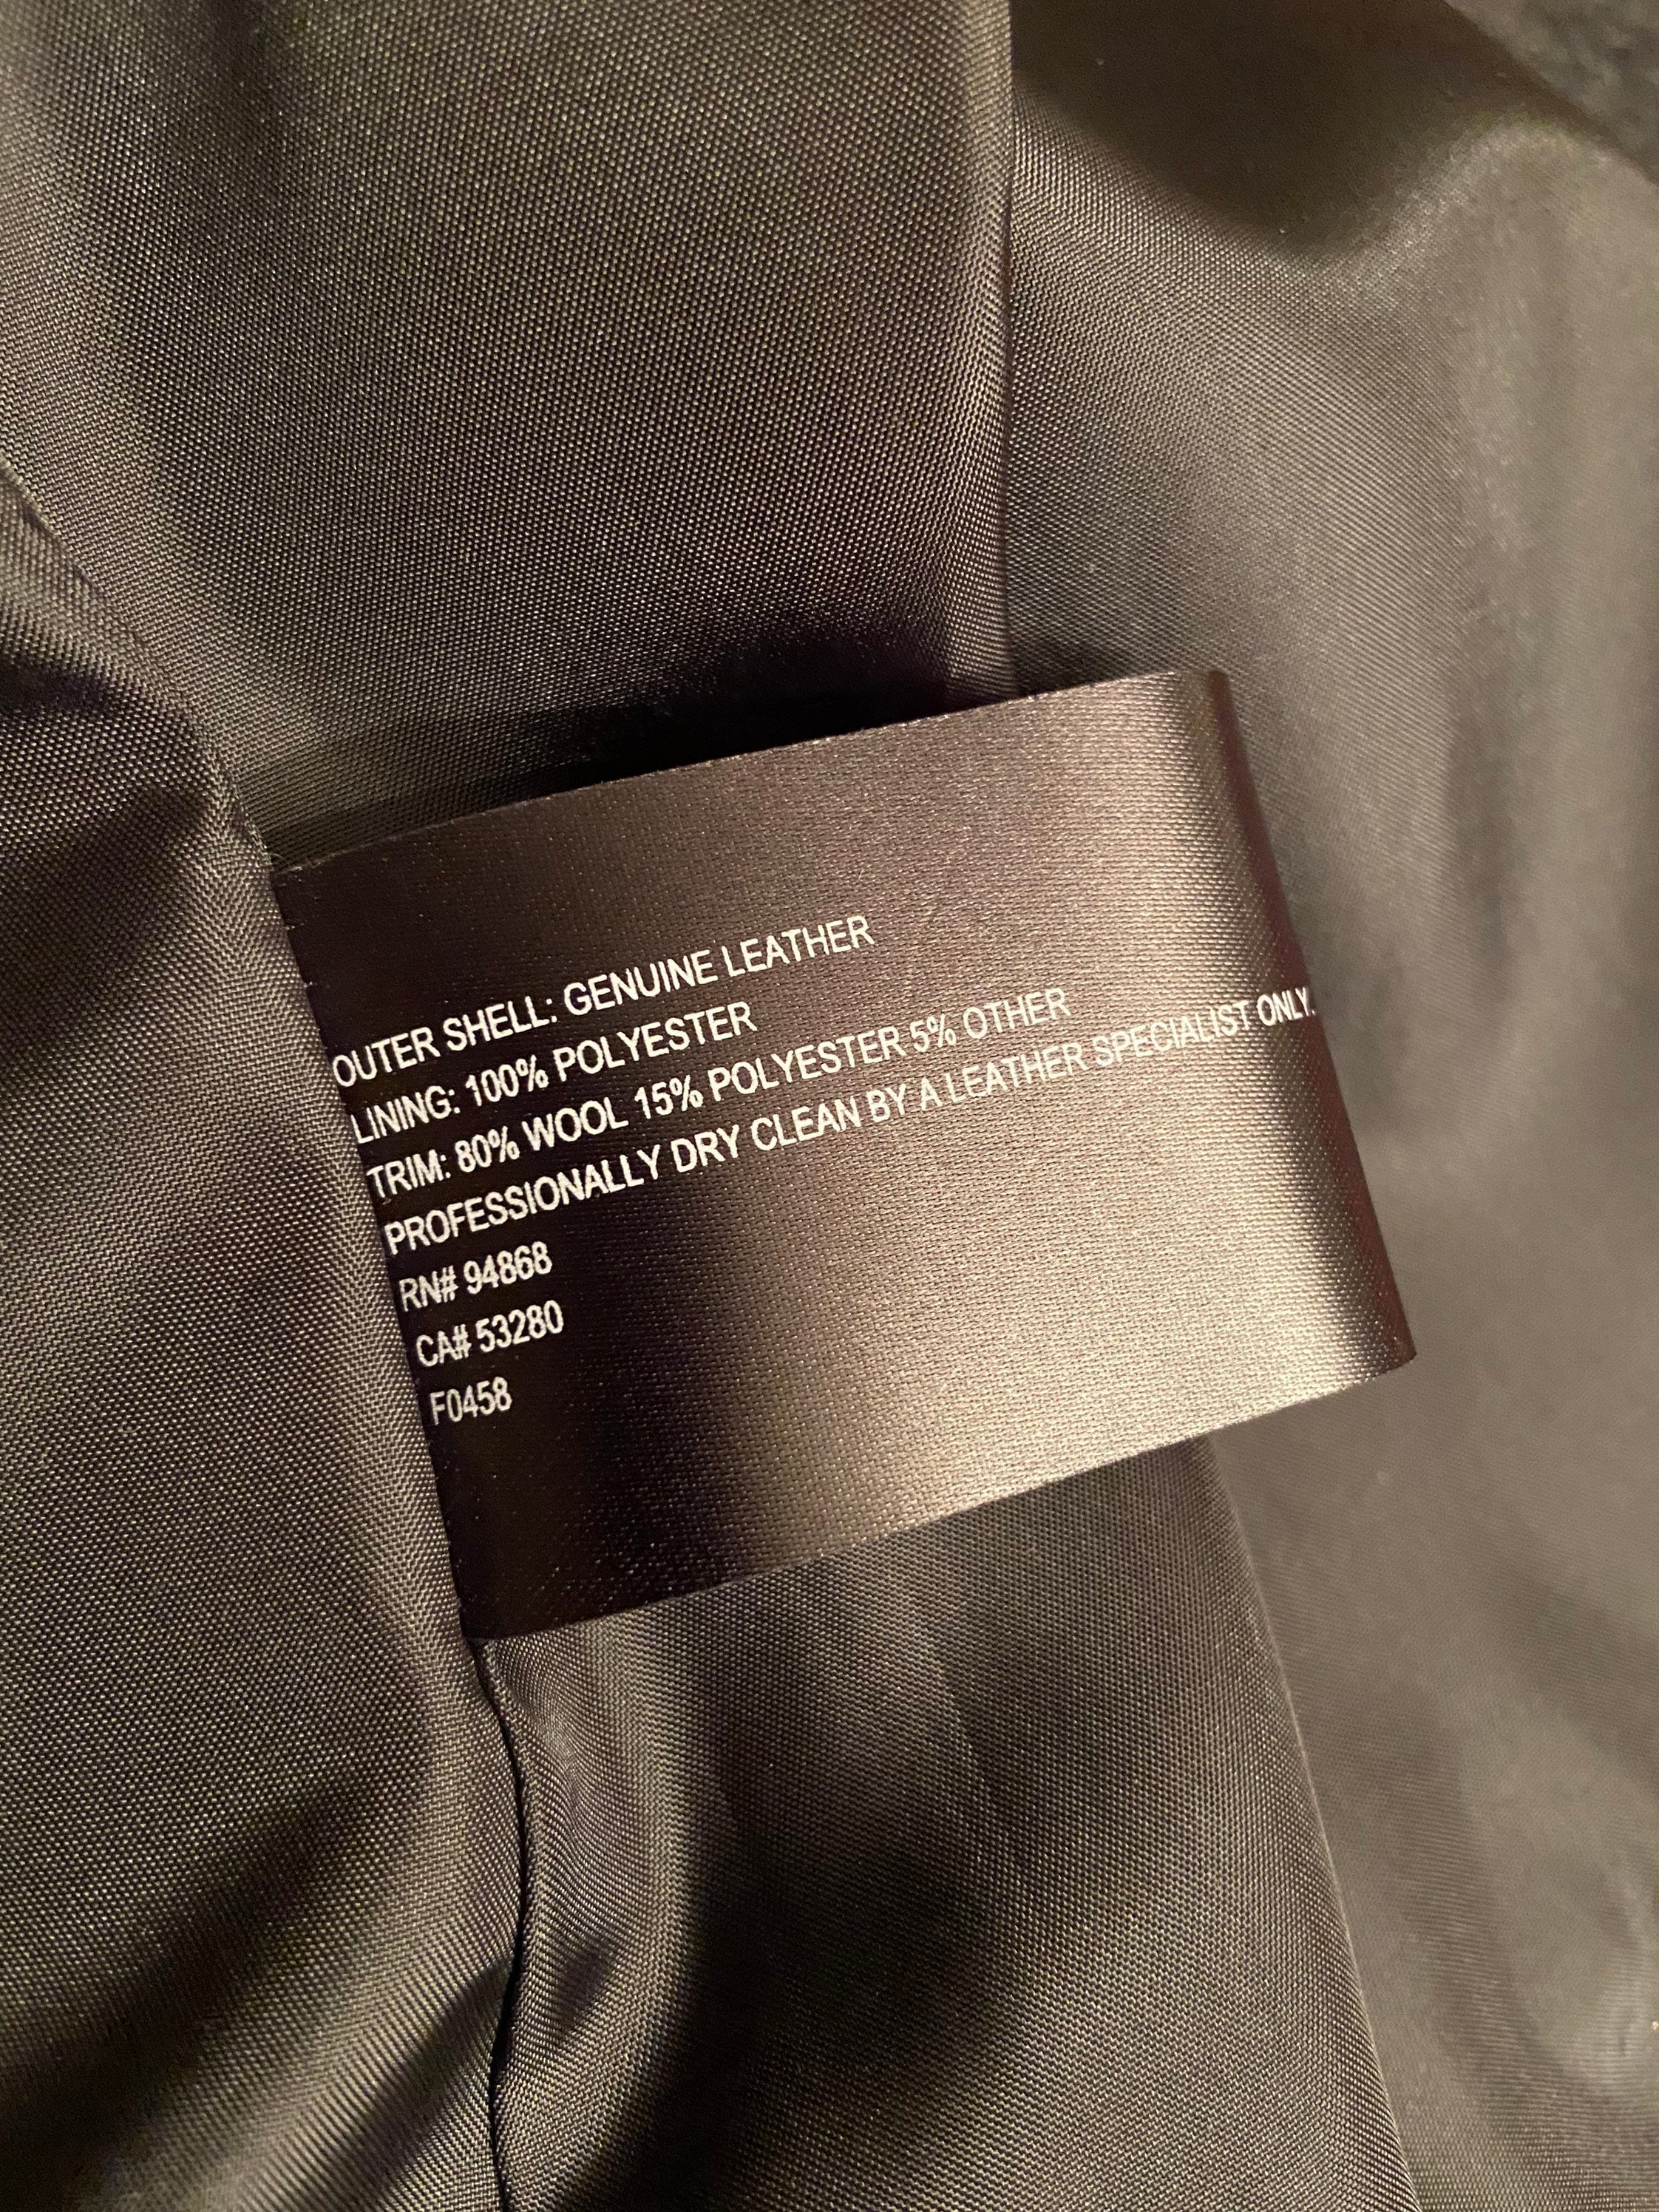 OUTER SHELL: GENUINE LEATHER
LINING: 100% POLYESTER
TRIM: 80% WOOL 15% POLYESTER 5% OTHER
PROFESSIONALLY DRY CLEAN BY A LEATHER SPECIALIST ONLY.
RN# 94868
CA# 53280
F0458